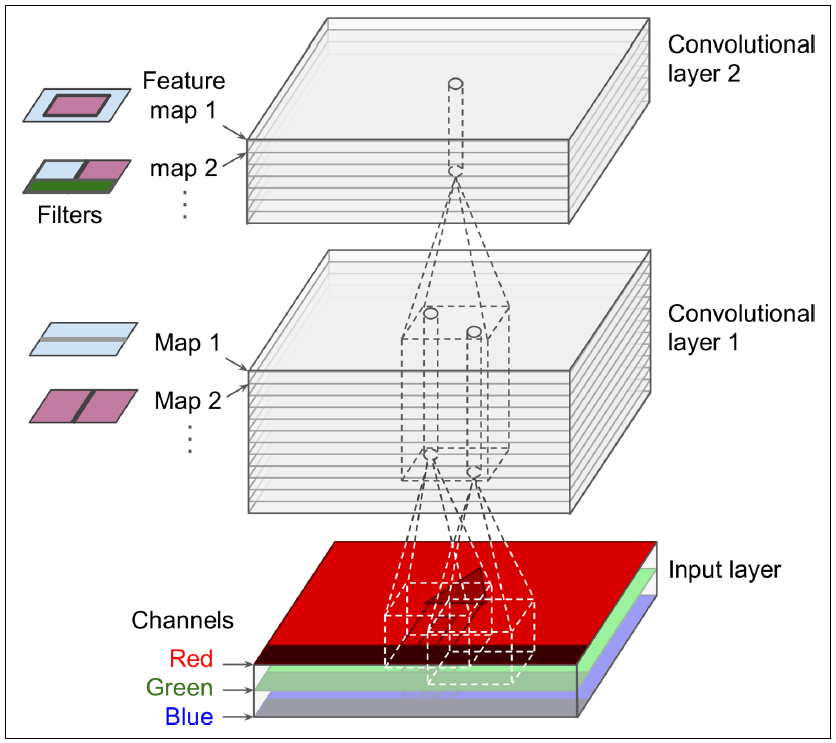 Convolutional
layer 2
Feature
map 1
map 2
Filters
Convolutional
layer 1
Map 1
Map 2
Input layer
Channels
Red
Green
Blue